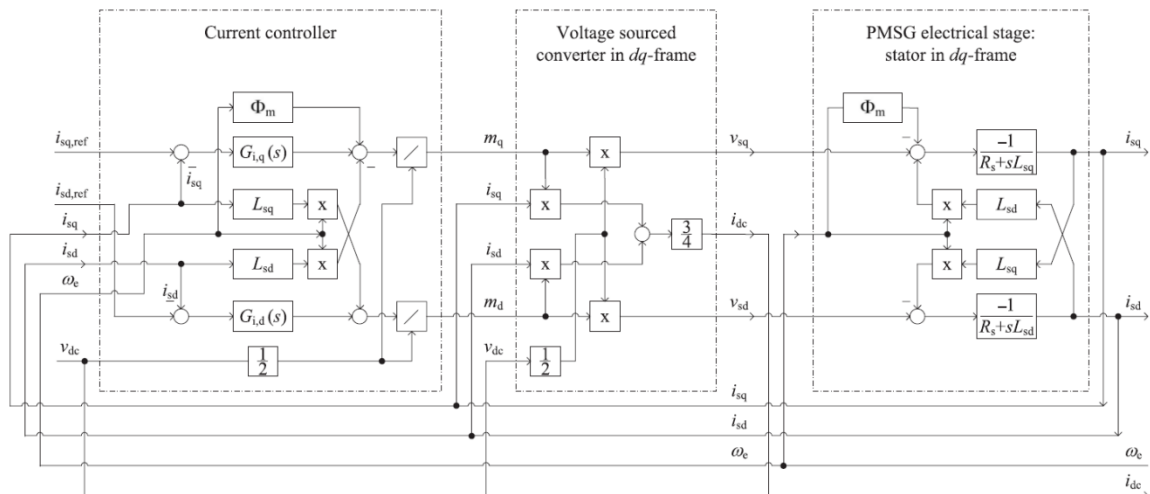 Current controller
Voltage sourced
converter in dq-frame
PMSG electrical stage:
stator in dq-frame
Φm
Φm
isq,ref
Gi,q(s)
−
isq
−
/
mq
x
vsq
−
-1
Rs+sLsq
isq
isd,ref
isq
Lsq
x
isq
x
3
4
idc
x
Lsd
isd
Lsd
x
isd
x
x
Lsq
ωe
isd
−
Gi,d(s)
/
md
x
vsd
−
-1
Rs+sLsd
isd
vdc
1
2
vdc
1
2
isq
isd
ωe
ωe
idc